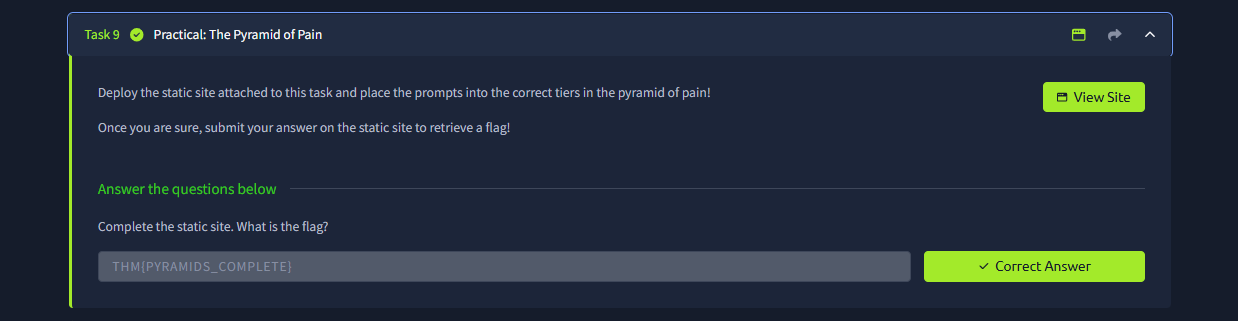 Task 9 Practical: The Pyramid of Pain
Deploy the static site attached to this task and place the prompts into the correct tiers in the pyramid of pain!
View Site
Once you are sure, submit your answer on the static site to retrieve a flag!
Answer the questions below
Complete the static site. What is the flag?
THM{PYRAMIDS_COMPLETE}
Correct Answer